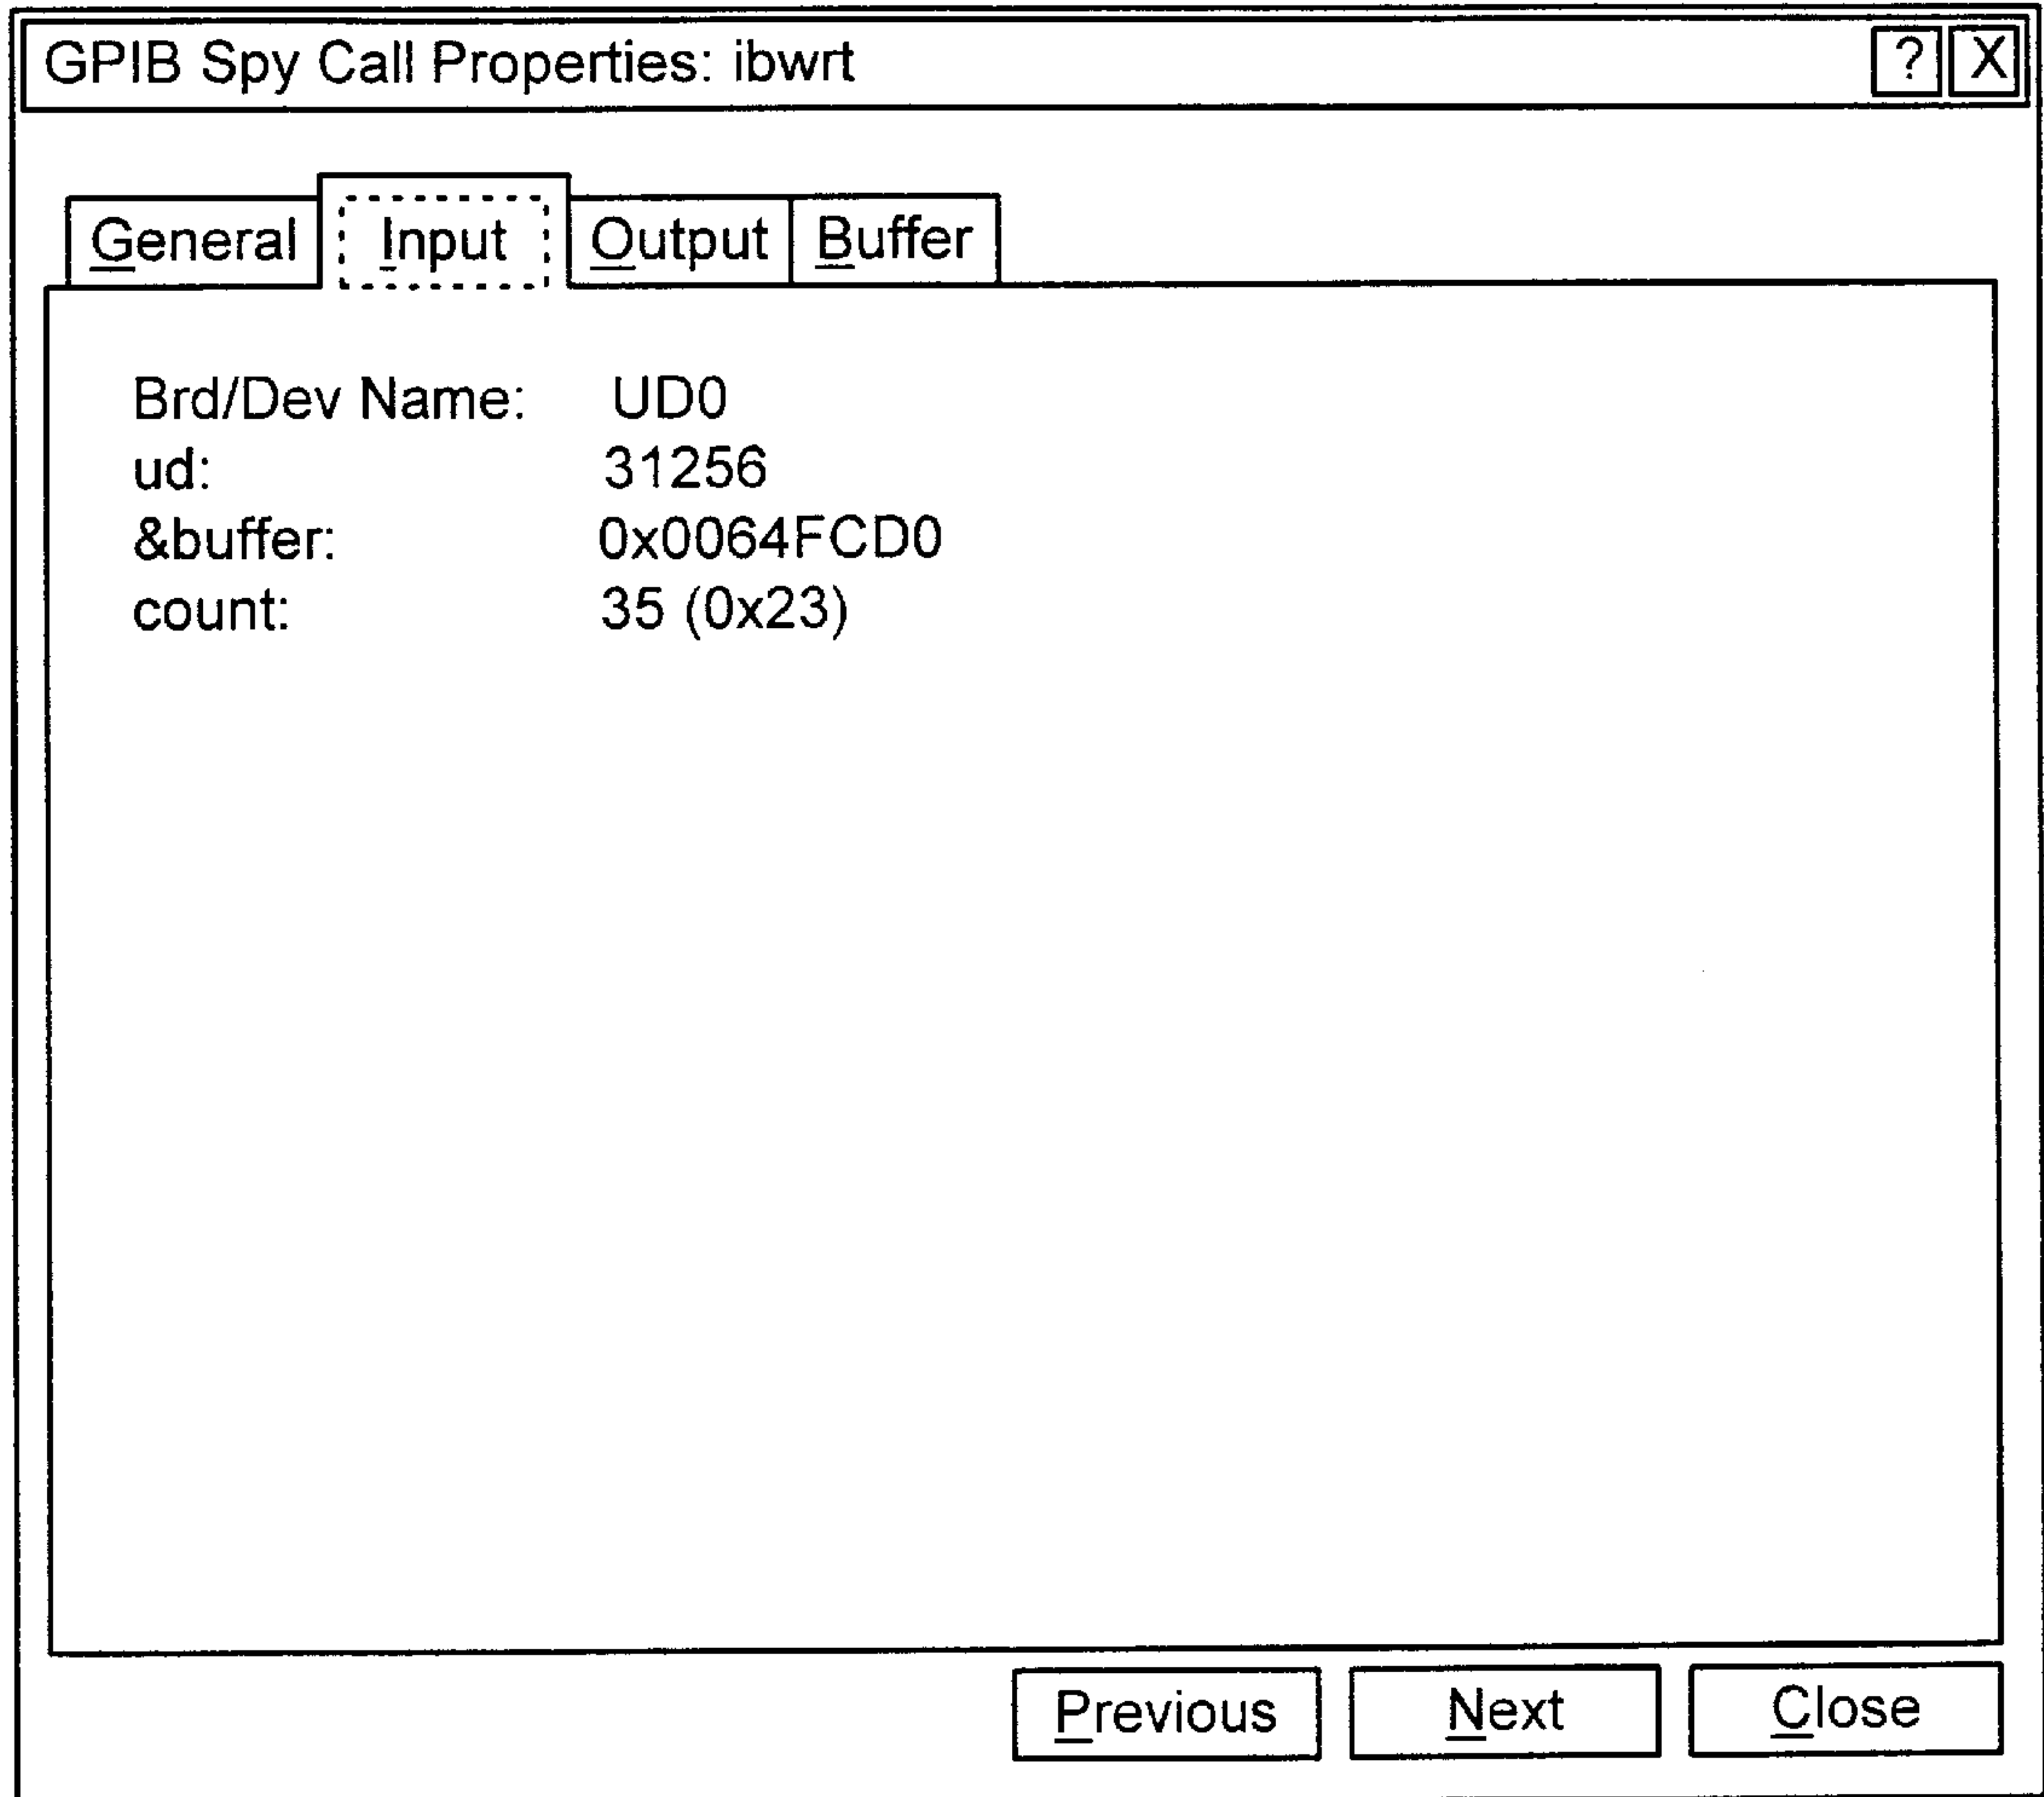 GPIB Spy Call Properties: ibwrt ? X
General Input Output Buffer
Brd/Dev Name: UD0
ud: 31256
&buffer: 0x0064FCD0
count: 35 (0x23)
Previous Next Close